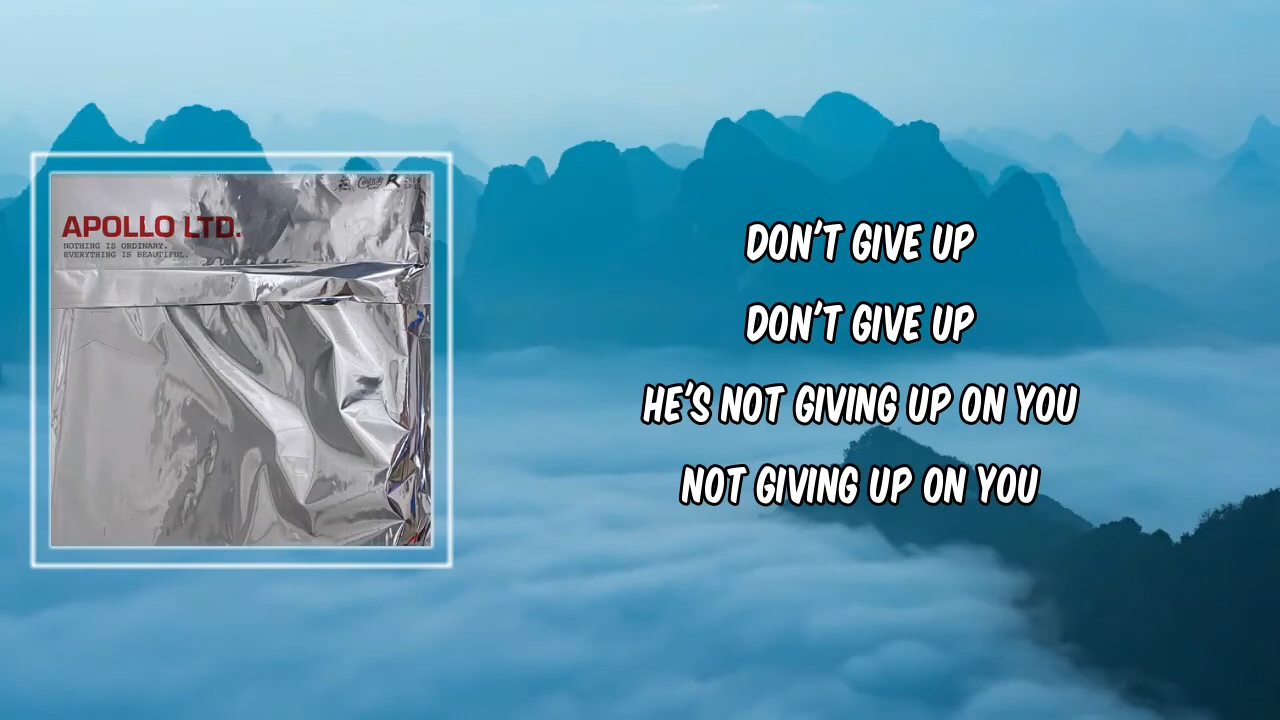 APOLLO LTD.
NOTHING IS ORDINARY.
EVERYTHING IS BEAUTIFUL.
DON'T GIVE UP
DON'T GIVE UP
HE'S NOT GIVING UP ON YOU
NOT GIVING UP ON YOU